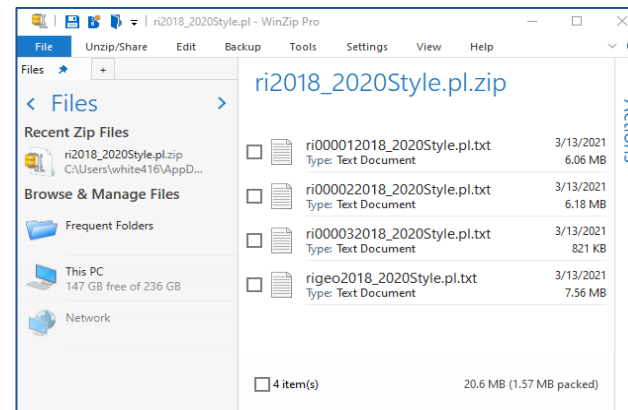 ri2018_2020Style.pl - WinZip Pro
File Unzip/Share Edit Backup Tools Settings View Help
Files +
Files
Recent Zip Files
ri2018_2020Style.pl.zip
C:\Users\white416\AppD...
Browse & Manage Files
Frequent Folders
This PC
147 GB free of 236 GB
Network
ri2018_2020Style.pl.zip
ri000012018_2020Style.pl.txt 3/13/2021
Type: Text Document 6.06 MB
ri000022018_2020Style.pl.txt 3/13/2021
Type: Text Document 6.18 MB
ri000032018_2020Style.pl.txt 3/13/2021
Type: Text Document 821 KB
rigeo2018_2020Style.pl.txt 3/13/2021
Type: Text Document 7.56 MB
4 item(s) 20.6 MB (1.57 MB packed)